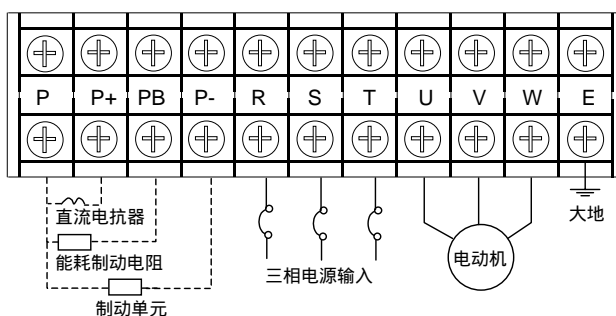 P P+ PB P- R S T U V W E
直流电抗器
大地
能耗制动电阻
电动机
三相电源输入
制动单元